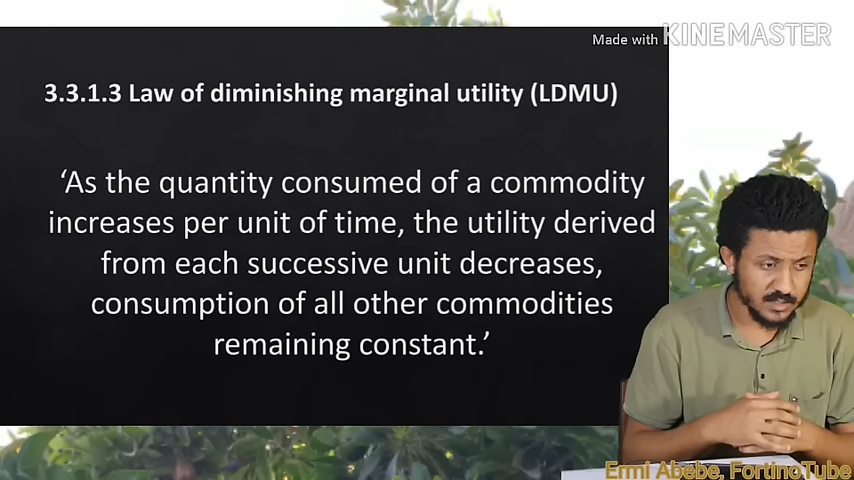 Made with KINEMASTER
3.3.1.3 Law of diminishing marginal utility (LDMU)
‘As the quantity consumed of a commodity
increases per unit of time, the utility derived
from each successive unit decreases,
consumption of all other commodities
remaining constant.’
Ermi Abebe, FortinoTube